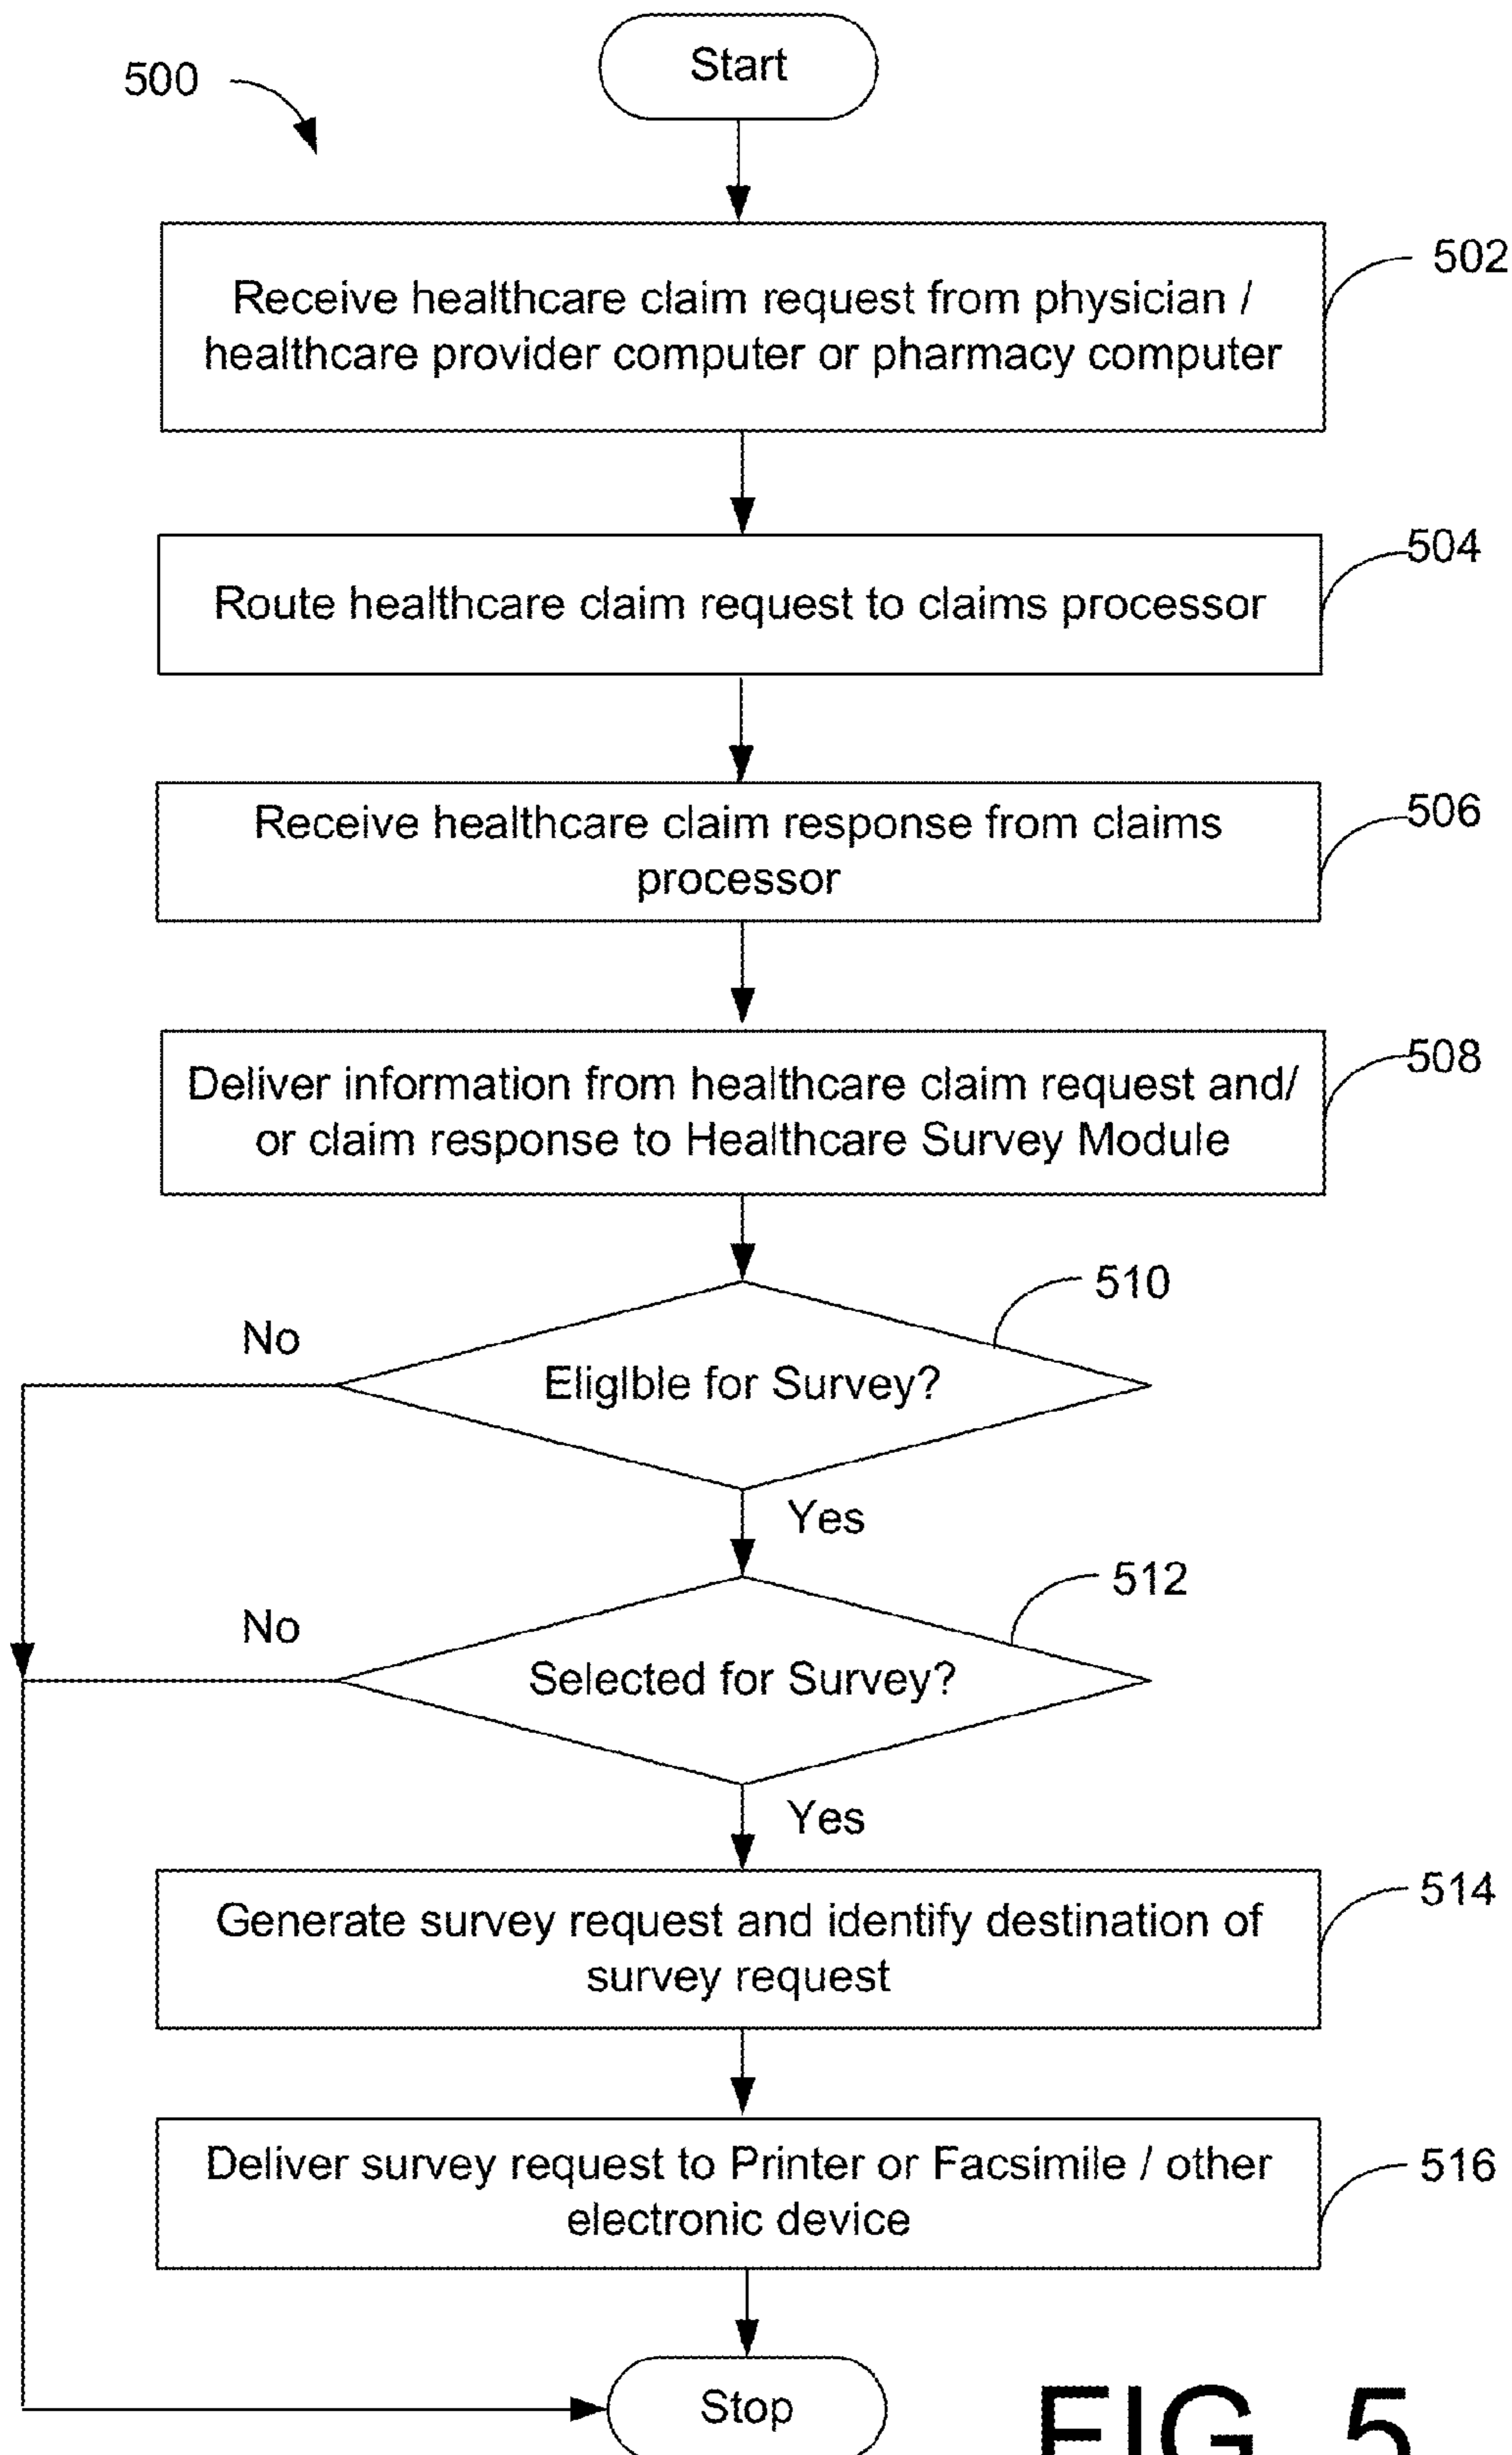 Start
500
Receive healthcare claim request from physician /
healthcare provider computer or pharmacy computer
502
Route healthcare claim request to claims processor
504
Receive healthcare claim response from claims
processor
506
Deliver information from healthcare claim request and/
or claim response to Healthcare Survey Module
508
510
No
EligIble for Survey?
Yes
512
No
Selected for Survey?
Yes
Generate survey request and identify destination of
survey request
514
Deliver survey request to Printer or Facsimile / other
electronic device
516
Stop
FIG. 5